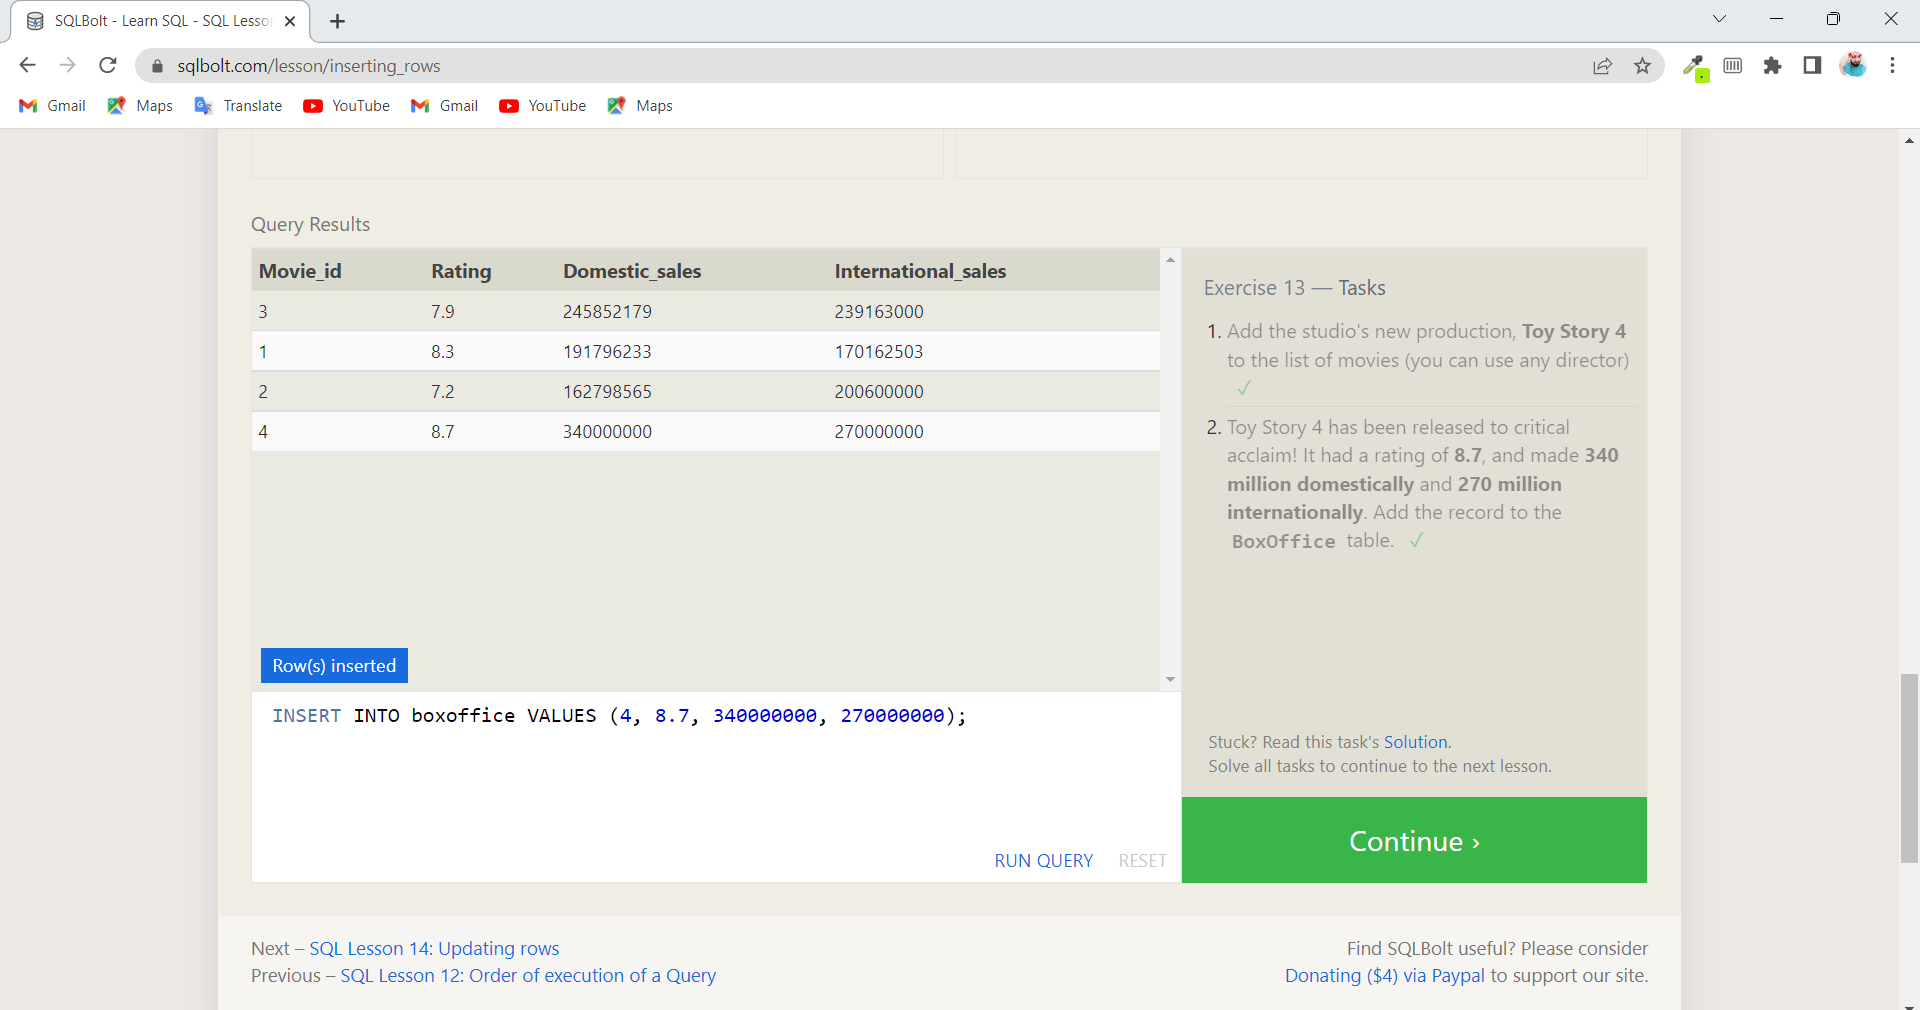 SQLBolt - Learn SQL - SQL Lesso
sqlbolt.com/lesson/inserting_rows
Gmail Maps Translate YouTube Gmail YouTube Maps
Query Results
Movie_id Rating Domestic_sales International_sales
3 7.9 245852179 239163000
1 8.3 191796233 170162503
2 7.2 162798565 200600000
4 8.7 340000000 270000000
Row(s) inserted
INSERT INTO boxoffice VALUES (4, 8.7, 340000000, 270000000);
RUN QUERY RESET
Exercise 13 — Tasks
1. Add the studio's new production, Toy Story 4
to the list of movies (you can use any director)
✓
2. Toy Story 4 has been released to critical
acclaim! It had a rating of 8.7, and made 340
million domestically and 270 million
internationally. Add the record to the
BoxOffice table. ✓
Stuck? Read this task's Solution.
Solve all tasks to continue to the next lesson.
Continue ›
Next – SQL Lesson 14: Updating rows
Previous – SQL Lesson 12: Order of execution of a Query
Find SQLBolt useful? Please consider
Donating ($4) via Paypal to support our site.